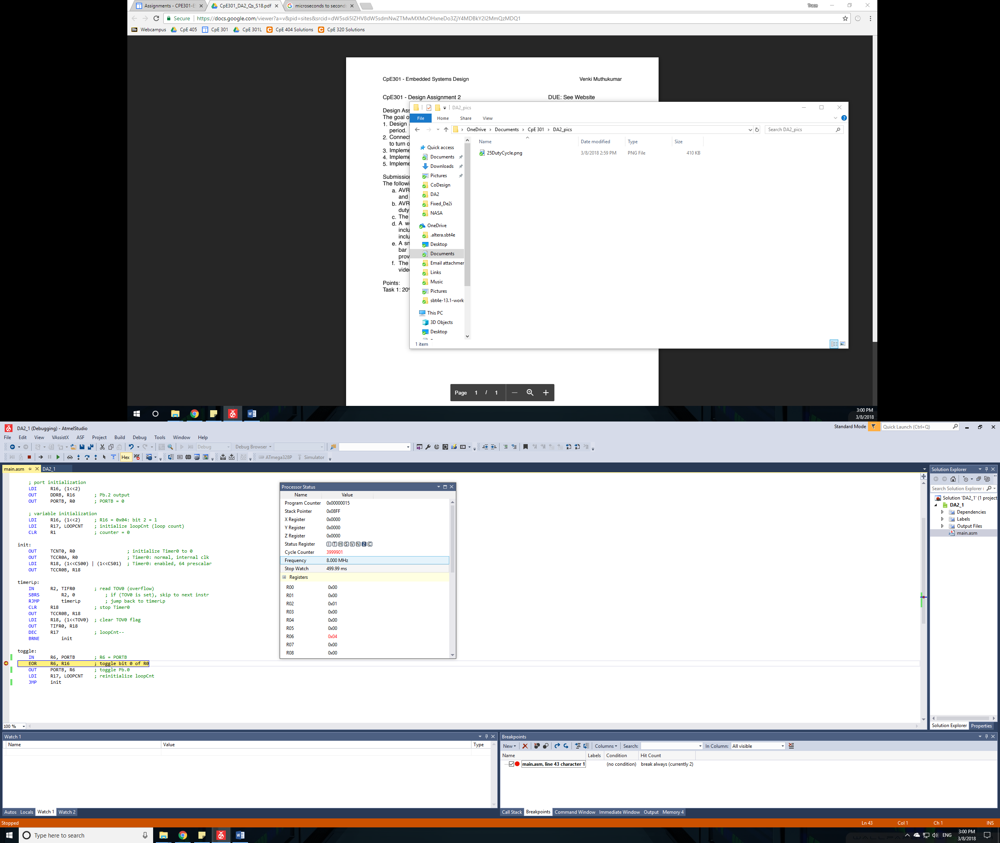 Assignments - CPE301-E
CpE301_DA2_Qs_S18.pdf
microseconds to second
Trace
Secure
https://docs.google.com/viewer?a=v&pid=sites&srcid=dW5sdi5lZHV8dW5sdmNwZTMwMXMxOHxneDo3ZjY4MDBkY2I2MmQzMDQ1
Webcampus CpE 405 CpE 301 CpE 301L CpE 404 Solutions CpE 320 Solutions
CpE301 - Embedded Systems Design Venki Muthukumar
CpE301 - Design Assignment 2 DUE: See Website
Design Ass
The goal o
1. Design
period.
2. Connect
to turn o
3. Impleme
4. Impleme
5. Impleme
Submission
The followi
a. AVR
and
b. AVR
duty
c. The
d. A w
inclu
inclu
e. A sn
bar
prov
f. The
vide
Points:
Task 1: 20
DA2_pics
File Home Share View
OneDrive Documents CpE 301 DA2_pics
Search DA2_pics
Name Date modified Type Size
25DutyCycle.png 3/8/2018 2:59 PM PNG File 410 KB
Quick access
Documents
Downloads
Pictures
CoDesign
DA2
Fixed_De2i
NASA
OneDrive
.altera.sbt4e
Desktop
Documents
Email attachmer
Links
Music
Pictures
sbt4e-13.1-work
This PC
3D Objects
Desktop
1 item
Page 1 / 1
3:00 PM
3/8/2018
DA2_1 (Debugging) - AtmelStudio
Standard Mode
Quick Launch (Ctrl+Q)
File Edit View VAssistX ASF Project Build Debug Tools Window Help
Debug Debug Browser
Hex ATmega328P Simulator
main.asm DA2_1
; port initialization
LDI R16, (1<<2)
OUT DDRB, R16 ; Pb.2 output
OUT PORTB, R0 ; PORTB = 0
; variable initialization
LDI R16, (1<<2) ; R16 = 0x04: bit 2 = 1
LDI R17, LOOPCNT ; initialize loopCnt (loop count)
CLR R1 ; counter = 0
init:
OUT TCNT0, R0 ; initialize Timer0 to 0
OUT TCCR0A, R0 ; Timer0: normal, internal clk
LDI R18, (1<<CS00) | (1<<CS01) ; Timer0: enabled, 64 prescalar
OUT TCCR0B, R18
timerLp:
IN R2, TIFR0 ; read TOV0 (overflow)
SBRS R2, 0 ; if (TOV0 is set), skip to next instr
RJMP timerLp ; jump back to timerLp
CLR R18 ; stop Timer0
OUT TCCR0B, R18
LDI R18, (1<<TOV0) ; clear TOV0 flag
OUT TIFR0, R18
DEC R17 ; loopCnt--
BRNE init
toggle:
IN R6, PORTB ; R6 = PORTB
EOR R6, R16 ; toggle bit 0 of R0
OUT PORTB, R6 ; toggle Pb.0
LDI R17, LOOPCNT ; reinitialize loopCnt
JMP init
100 %
Processor Status
Name Value
Program Counter 0x00000015
Stack Pointer 0x08FF
X Register 0x0000
Y Register 0x0000
Z Register 0x0000
Status Register I T H S V N Z C
Cycle Counter 3999901
Frequency 8.000 MHz
Stop Watch 499.99 ms
Registers
R00 0x00
R01 0x00
R02 0x01
R03 0x00
R04 0x00
R05 0x00
R06 0x04
R07 0x00
R08 0x00
Solution Explorer
Search Solution Explorer
Solution 'DA2_1' (1 project
DA2_1
Dependencies
Labels
Output Files
main.asm
Solution Explorer Properties
Watch 1
Name Value Type
Autos Locals Watch 1 Watch 2
Breakpoints
New Columns Search: In Column: All visible
Name Labels Condition Hit Count
main.asm, line 43 character 1 (no condition) break always (currently 2)
Call Stack Breakpoints Command Window Immediate Window Output Memory 4
Stopped Ln 43 Col 1 Ch 1 INS
Type here to search
ENG
3:00 PM
3/8/2018